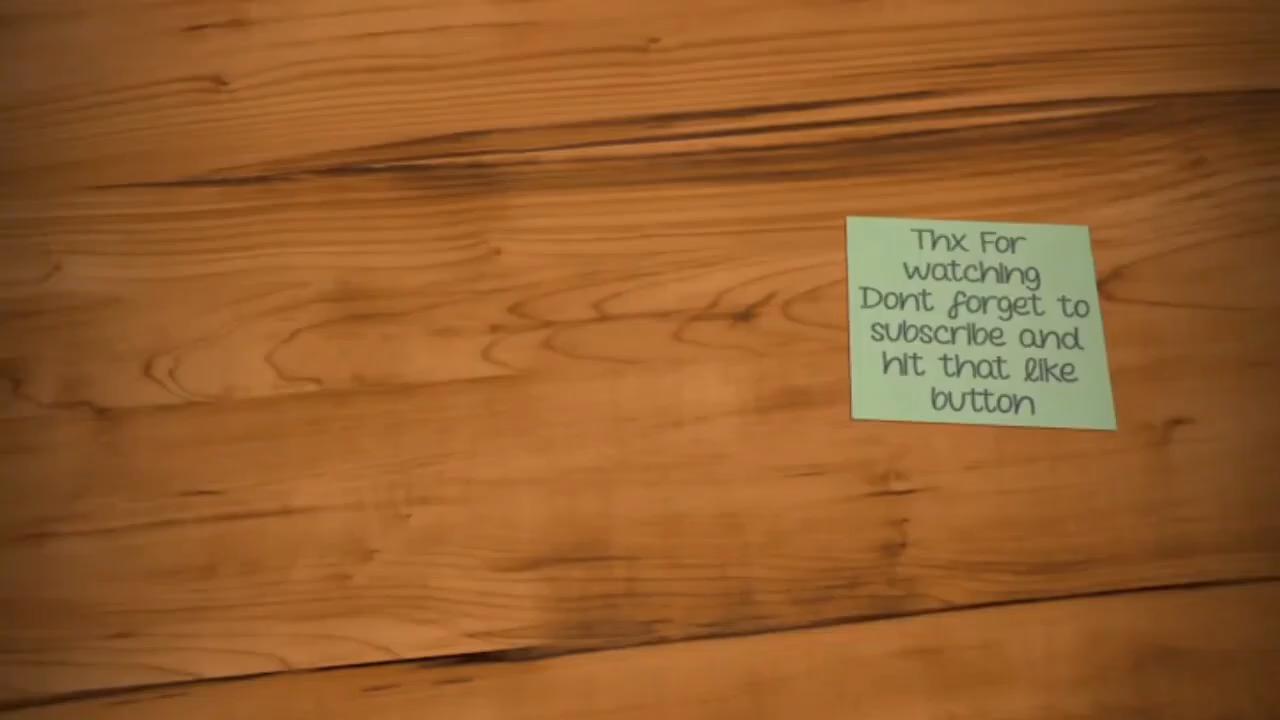 Thx For
watching
Dont forget to
subscribe and
hit that like
button